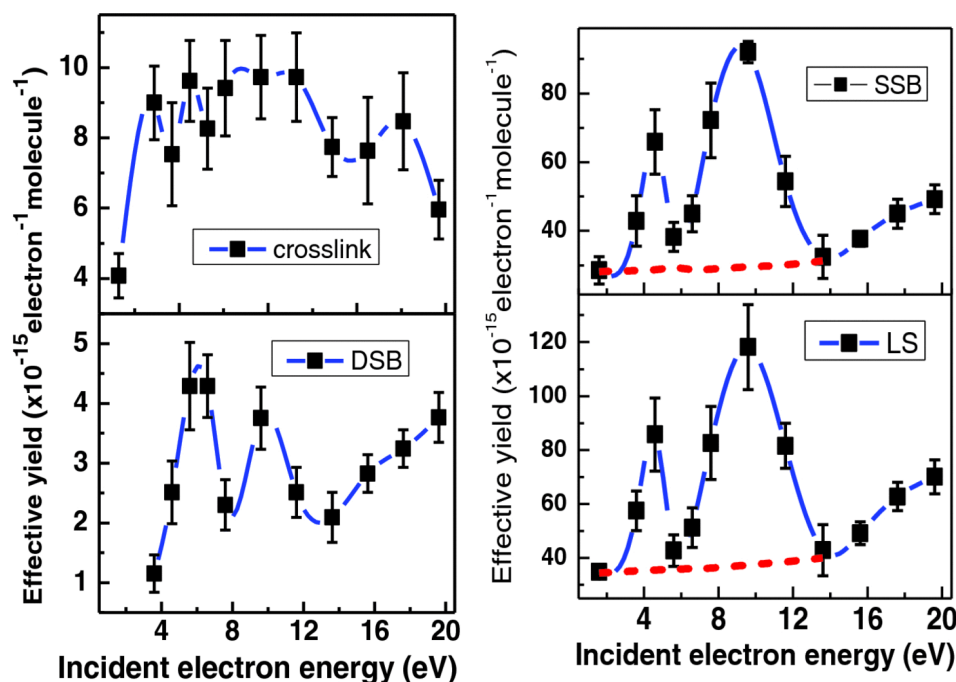 Effective yield (x10⁻¹⁵ electron⁻¹ molecule⁻¹)
10
8
6
4
crosslink
5
4
3
2
1
DSB
4 8 12 16 20
Incident electron energy (eV)
Effective yield (×10⁻¹⁵ electron⁻¹ molecule⁻¹)
80
60
40
SSB
120
100
80
60
40
LS
4 8 12 16 20
Incident electron energy (eV)